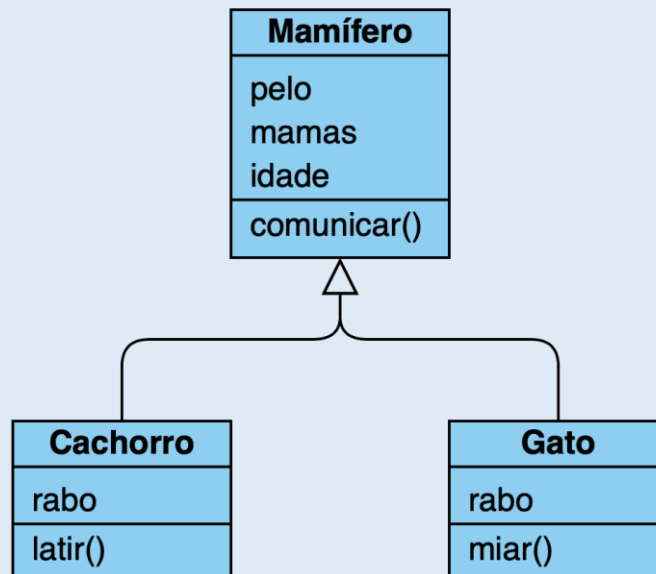 Mamífero
pelo
mamas
idade
comunicar()
Cachorro
rabo
latir()
Gato
rabo
miar()